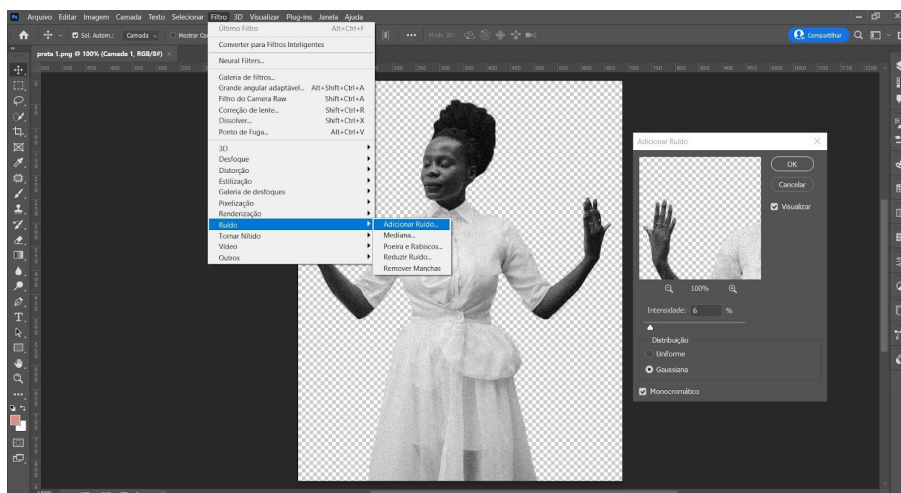 Ps Arquivo Editar Imagem Camada Texto Selecionar Filtro 3D Visualizar Plug-ins Janela Ajuda
Sel. Autom.: Camada Mostrar Modo 3D: Compartilhar
preta 1.png @ 100% (Camada 1, RGB/8#) ×
Último Filtro Alt+Ctrl+F
Converter para Filtros Inteligentes
Neural Filters...
Galeria de filtros...
Grande angular adaptável... Alt+Shift+Ctrl+A
Filtro do Camera Raw Shift+Ctrl+A
Correção de lente... Shift+Ctrl+R
Dissolver... Shift+Ctrl+X
Ponto de Fuga... Alt+Ctrl+V
3D
Desfoque
Distorção
Estilização
Galeria de desfoques
Pixelização
Renderização
Ruído
Tornar Nítido
Vídeo
Outros
Adicionar Ruído...
Mediana...
Poeira e Rabiscos...
Reduzir Ruído...
Remover Manchas
Adicionar Ruído
OK
Cancelar
Visualizar
100%
Intensidade: 6 %
Distribuição
Uniforme
Gaussiana
Monocromático
100%